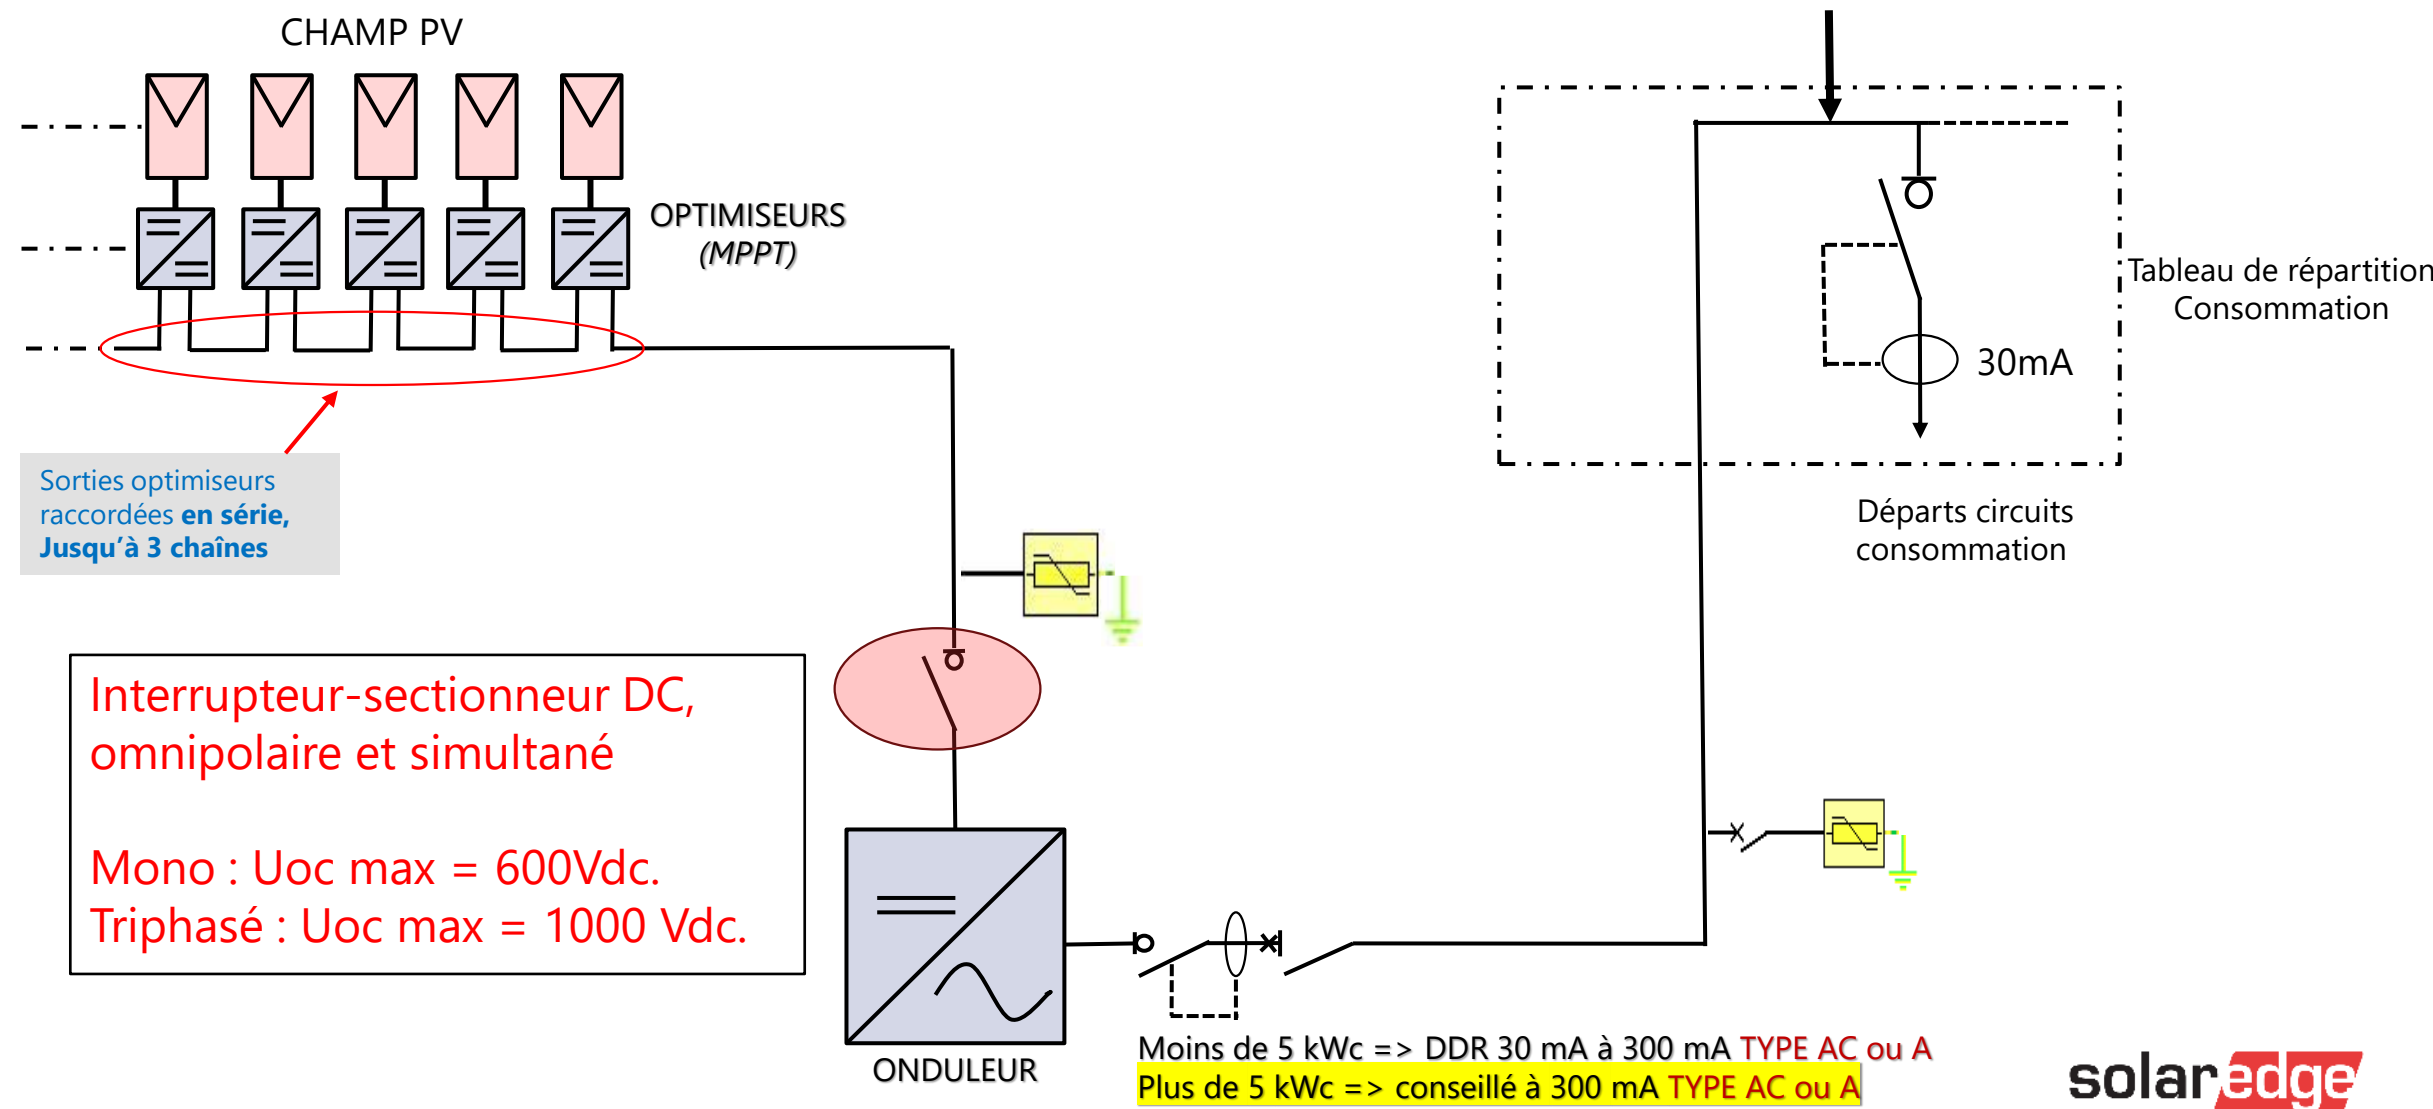 CHAMP PV
OPTIMISEURS
(MPPT)
Sorties optimiseurs
raccordées en série,
Jusqu’à 3 chaînes
Interrupteur-sectionneur DC,
omnipolaire et simultané
Mono : Uoc max = 600Vdc.
Triphasé : Uoc max = 1000 Vdc.
ONDULEUR
Moins de 5 kWc => DDR 30 mA à 300 mA TYPE AC ou A
Plus de 5 kWc => conseillé à 300 mA TYPE AC ou A
30mA
Tableau de répartition
Consommation
Départs circuits
consommation
solaredge